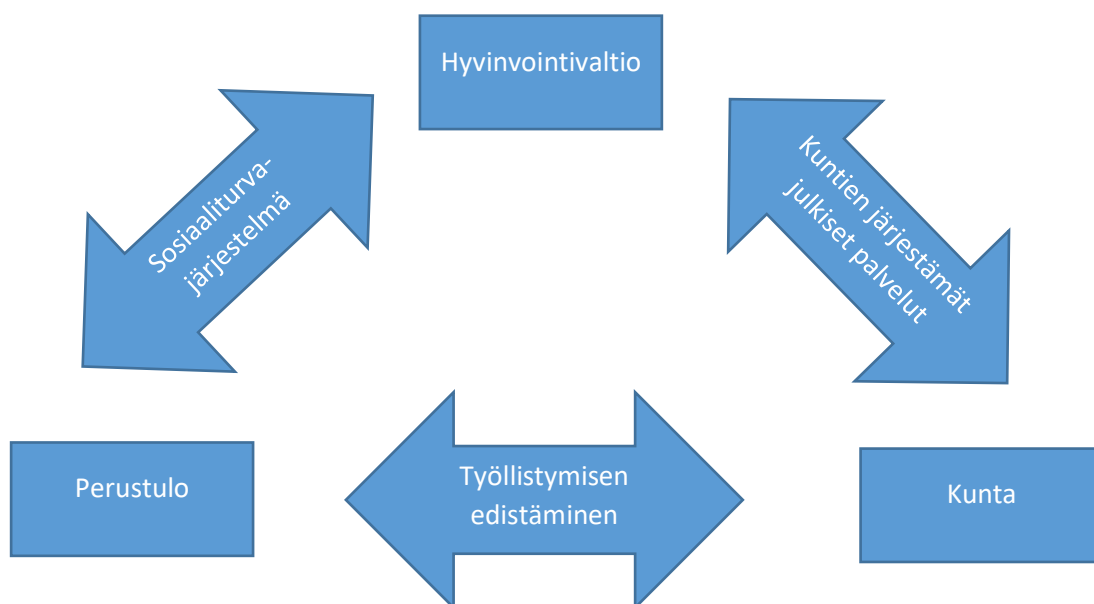 Hyvinvointivaltio
Sosiaaliturva-
järjestelmä
Kuntien järjestämät
julkiset palvelut
Perustulo
Työllistymisen
edistäminen
Kunta